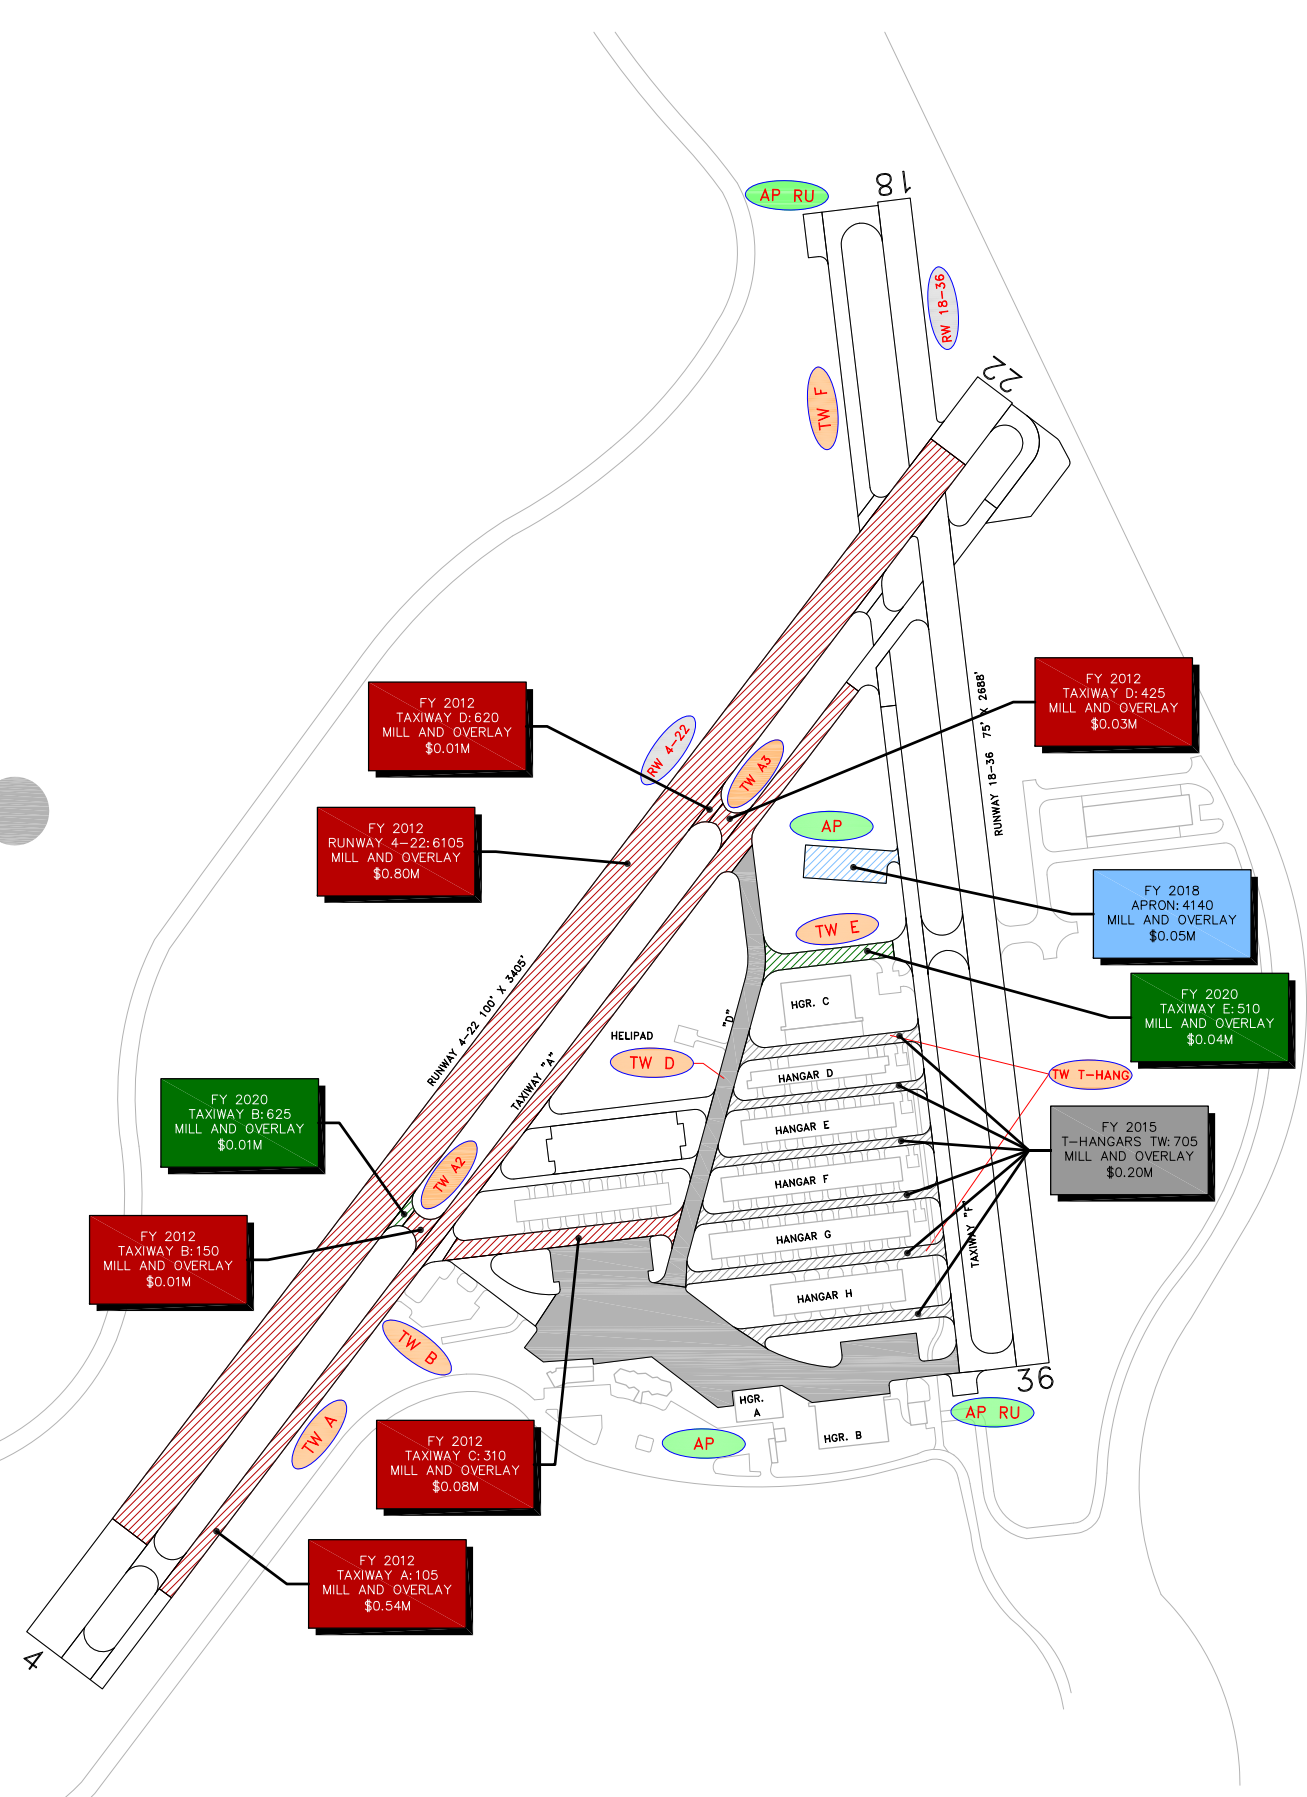 AP RU
18
RW 18-36
22
TW F
FY 2012
TAXIWAY D:620
MILL AND OVERLAY
$0.01M
FY 2012
TAXIWAY D:425
MILL AND OVERLAY
$0.03M
RW 4-22
TW A3
RUNWAY 18-36 75' X 2688'
FY 2012
RUNWAY 4-22:6105
MILL AND OVERLAY
$0.80M
AP
FY 2018
APRON:4140
MILL AND OVERLAY
$0.05M
TW E
RUNWAY 4-22 100' X 3405'
HGR. C
FY 2020
TAXIWAY E:510
MILL AND OVERLAY
$0.04M
"D"
HELIPAD
TW D
TAXIWAY "A"
HANGAR D
TW T-HANG
FY 2020
TAXIWAY B:625
MILL AND OVERLAY
$0.01M
HANGAR E
FY 2015
T-HANGARS TW:705
MILL AND OVERLAY
$0.20M
TW A2
HANGAR F
FY 2012
TAXIWAY B:150
MILL AND OVERLAY
$0.01M
HANGAR G
TAXIWAY "F"
HANGAR H
TW B
36
HGR.
A
AP RU
TW A
AP
HGR. B
FY 2012
TAXIWAY C:310
MILL AND OVERLAY
$0.08M
FY 2012
TAXIWAY A:105
MILL AND OVERLAY
$0.54M
4